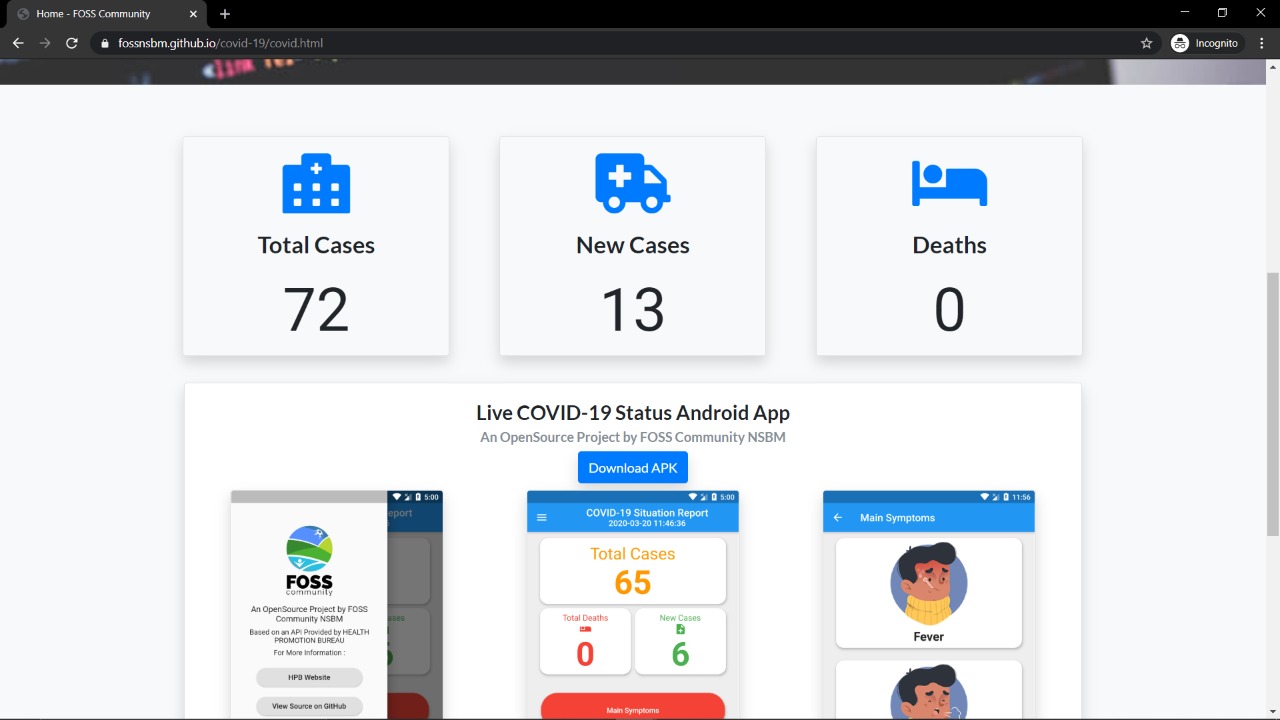 Home - FOSS Community
fossnsbm.github.io/covid-19/covid.html
Incognito
<link
Total Cases
72
New Cases
13
Deaths
0
Live COVID-19 Status Android App
An OpenSource Project by FOSS Community NSBM
Download APK
5:00
eport
ases
FOSS
community
An OpenSource Project by FOSS
Community NSBM
Based on an API Provided by HEALTH
PROMOTION BUREAU
For More Information :
HPB Website
View Source on GitHub
5:00
COVID-19 Situation Report
2020-03-20 11:46:36
Total Cases
65
Total Deaths
0
New Cases
6
Main Symptoms
11:56
Main Symptoms
Fever